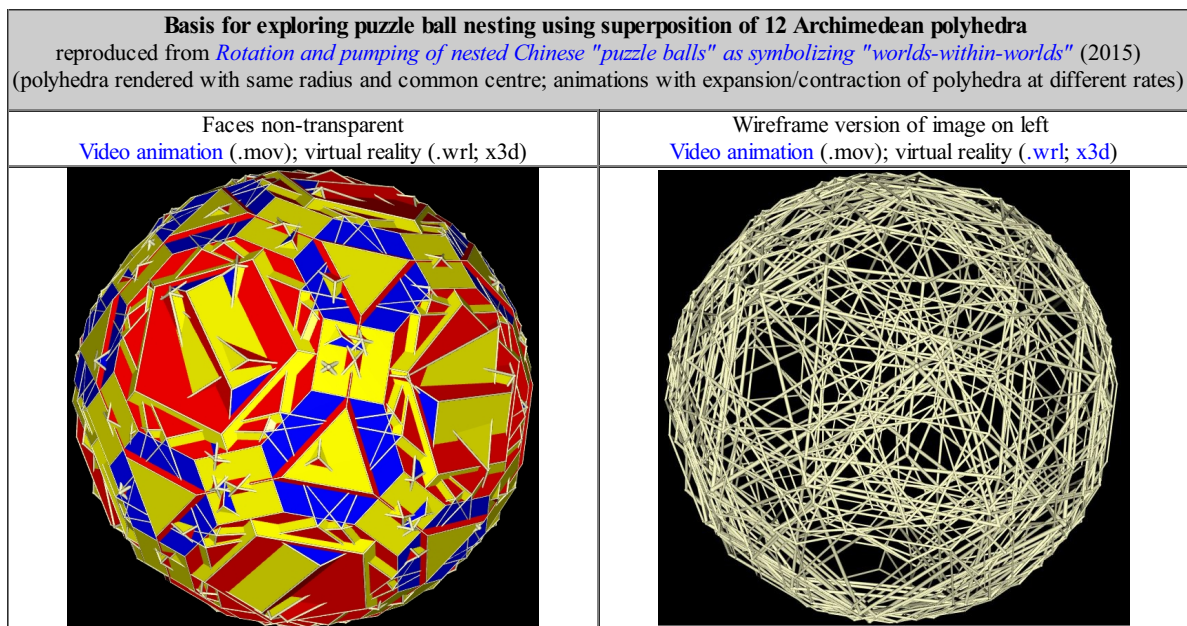 Basis for exploring puzzle ball nesting using superposition of 12 Archimedean polyhedra
reproduced from Rotation and pumping of nested Chinese "puzzle balls" as symbolizing "worlds-within-worlds" (2015)
(polyhedra rendered with same radius and common centre; animations with expansion/contraction of polyhedra at different rates)
Faces non-transparent
Video animation (.mov); virtual reality (.wrl; x3d)
Wireframe version of image on left
Video animation (.mov); virtual reality (.wrl; x3d)